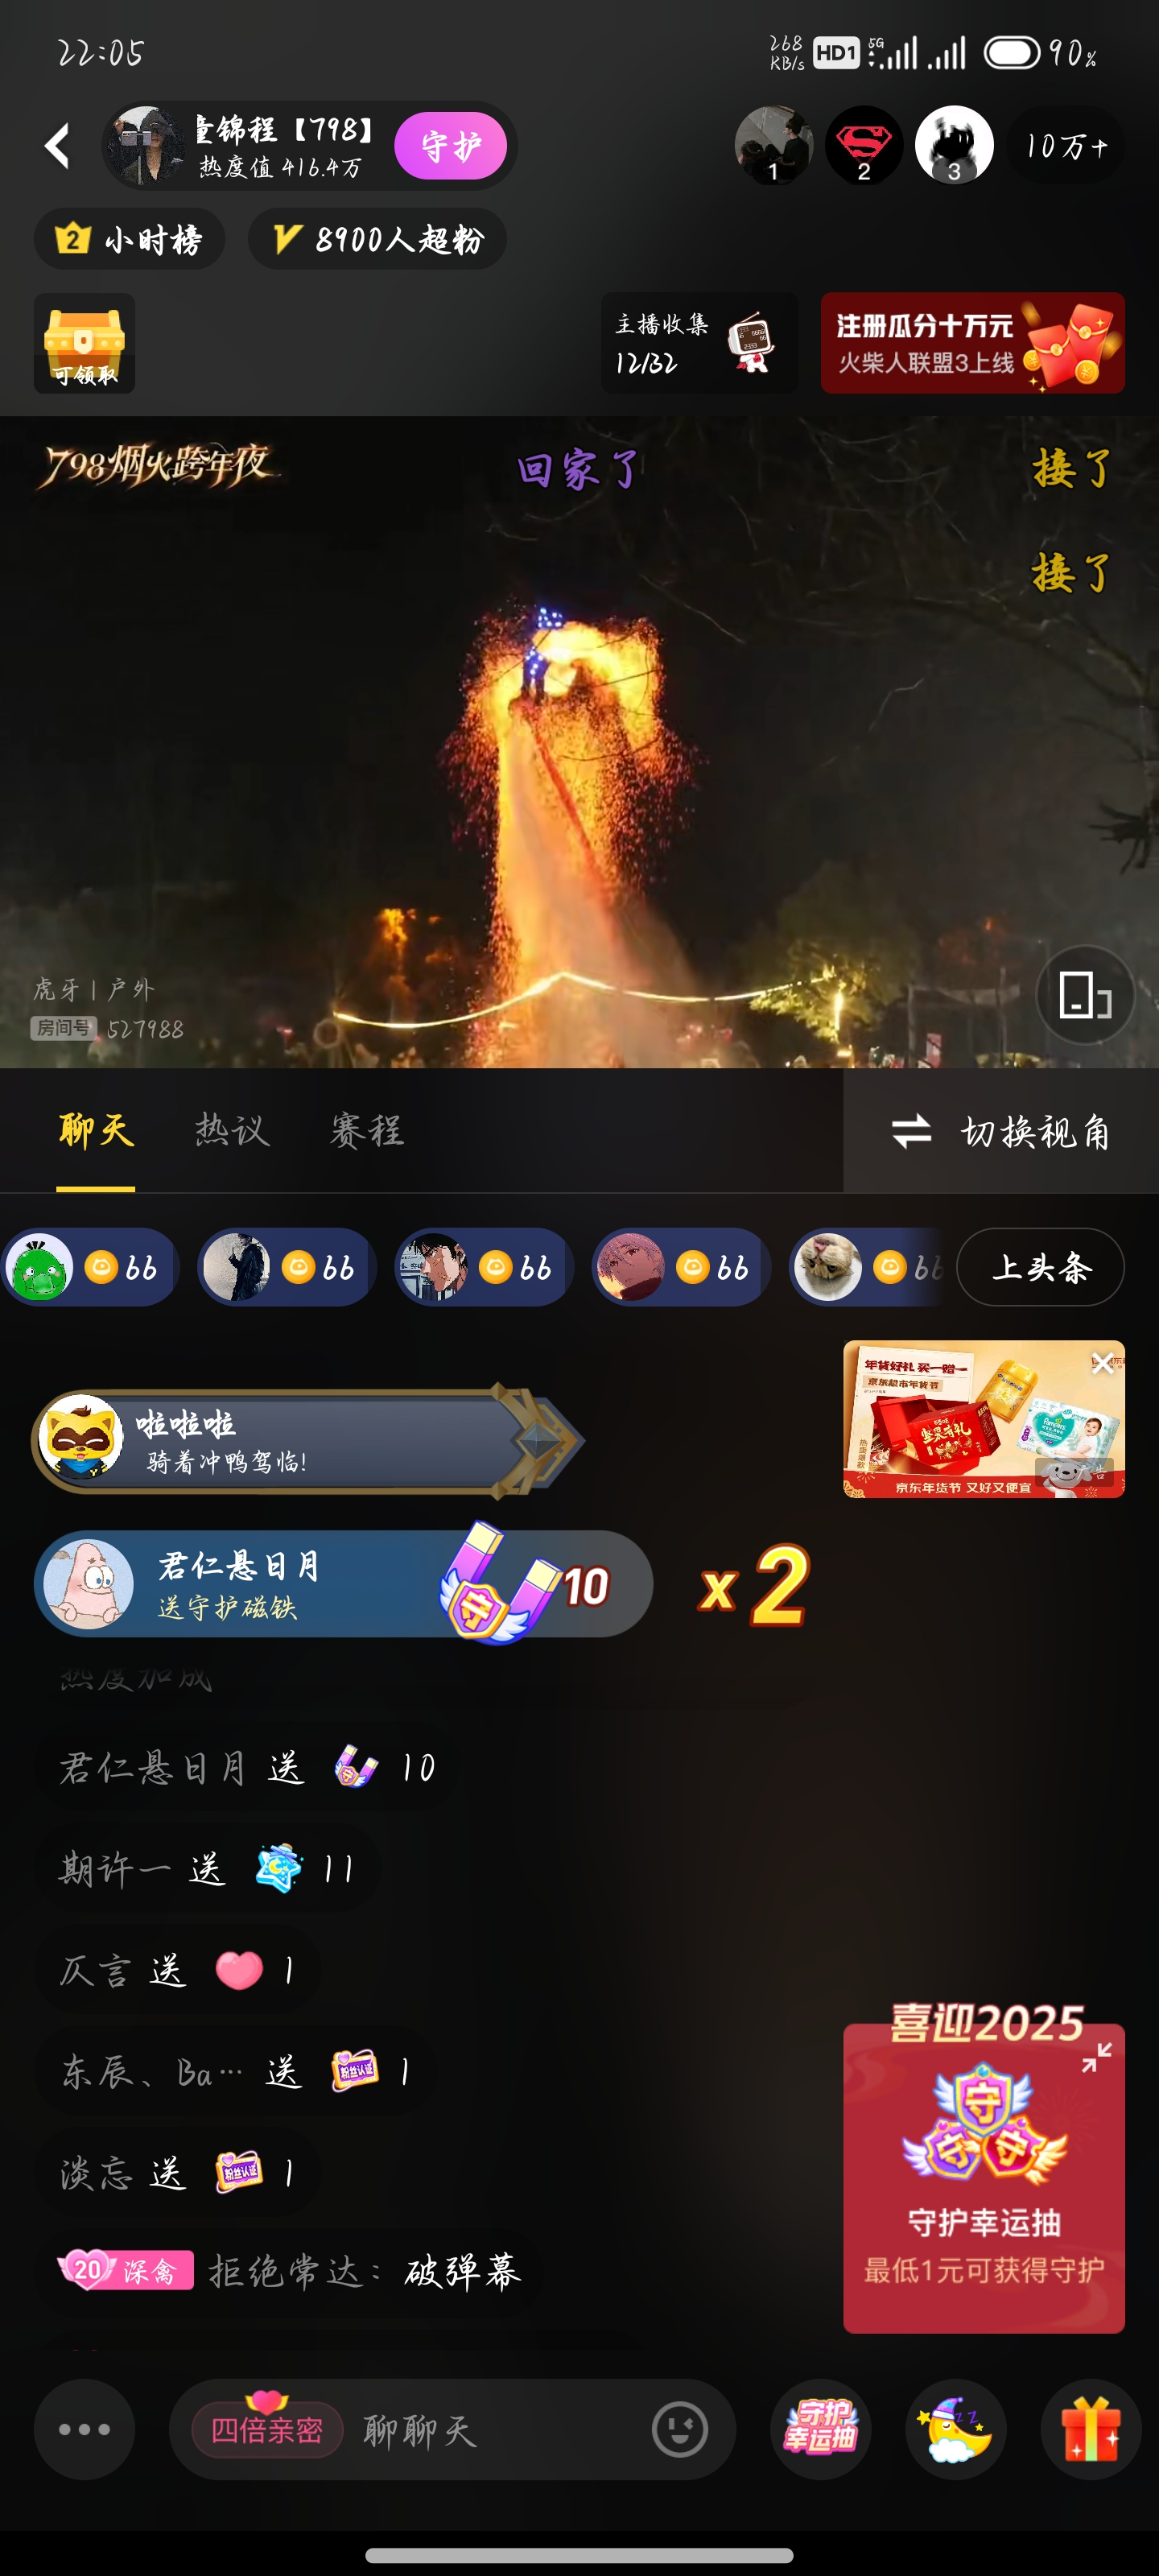 22:05
268 KB/s HD1 5G 90%
童锦程【798】
热度值 416.4万
守护
1 2 3 10万+
2 小时榜
8900人超粉
可领取
主播收集
12/32
注册瓜分十万元
火柴人联盟3上线
798烟火跨年夜
回家了
接了
接了
虎牙 | 户外
房间号 527988
聊天 热议 赛程
切换视角
66 66 66 66 66
上头条
啦啦啦
骑着冲鸭驾临!
年货好礼 买一赠一
京东超市年货节
Pampers
广告
京东年货节 又好又便宜
君仁悬日月
送守护磁铁
守 10 x 2
热度加成
君仁悬日月 送 10
期许一 送 11
仄言 送 1
东辰、Ba… 送 粉丝认证 1
淡忘 送 粉丝认证 1
20 深禽 拒绝常达: 破弹幕
喜迎2025
守 守 守
守护幸运抽
最低1元可获得守护
四倍亲密 聊聊天
守护幸运抽